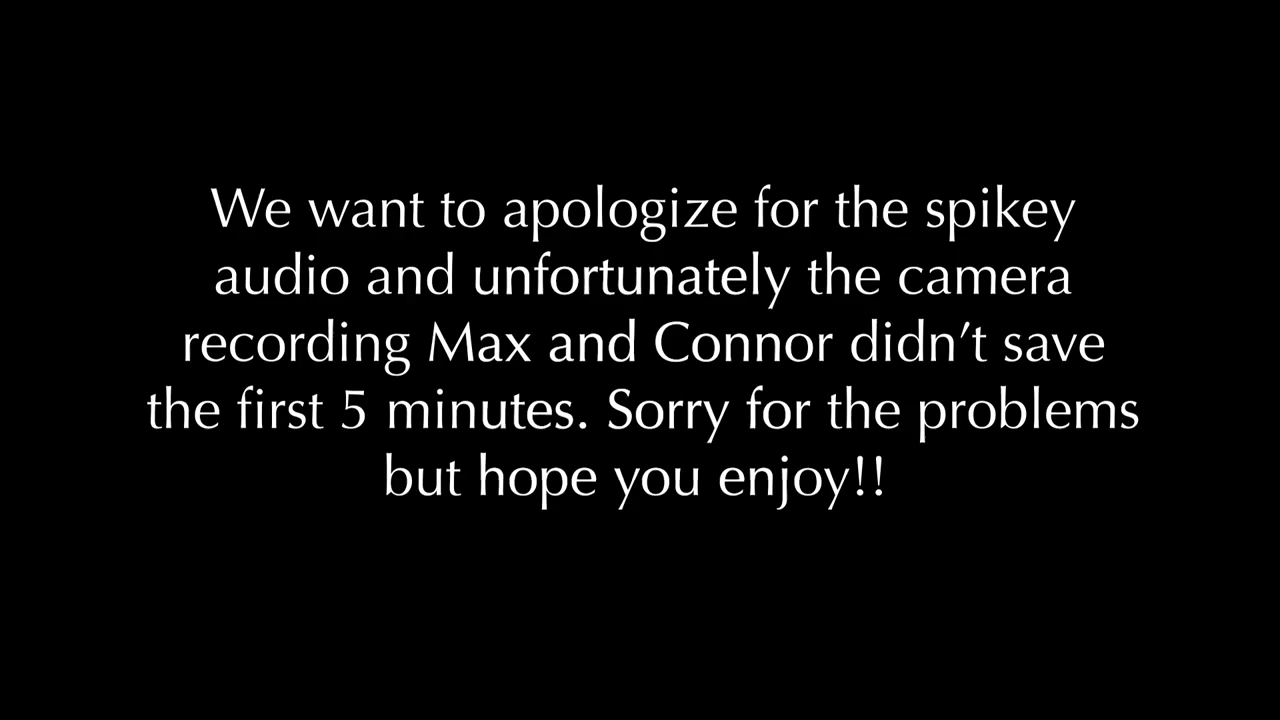 We want to apologize for the spikey
audio and unfortunately the camera
recording Max and Connor didn’t save
the first 5 minutes. Sorry for the problems
but hope you enjoy!!